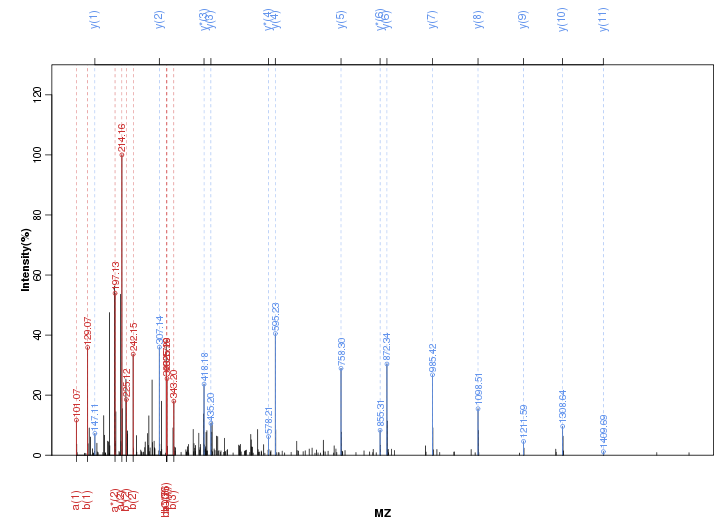 y(1)
y(2)
y*(3)
y(3)
y*(4)
y(4)
y(5)
y*(6)
y(6)
y(7)
y(8)
y(9)
y(10)
y(11)
Intensity(%)
0
20
40
60
80
100
120
101.07
129.07
147.11
197.13
214.16
225.12
242.15
307.14
343.20
418.18
435.20
578.21
595.23
758.30
855.31
872.34
985.42
1098.51
1211.59
1308.64
1409.69
a(1)
b(1)
a*(2)
a(2)
b*(2)
b(2)
b(3)
MZ